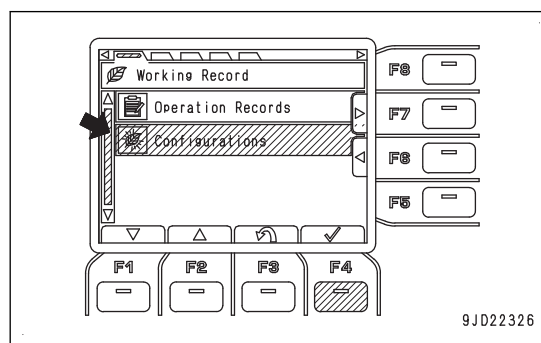 Working Record
F8
Operation Records
F7
Configurations
F6
F5
F1 F2 F3 F4
9JD22326